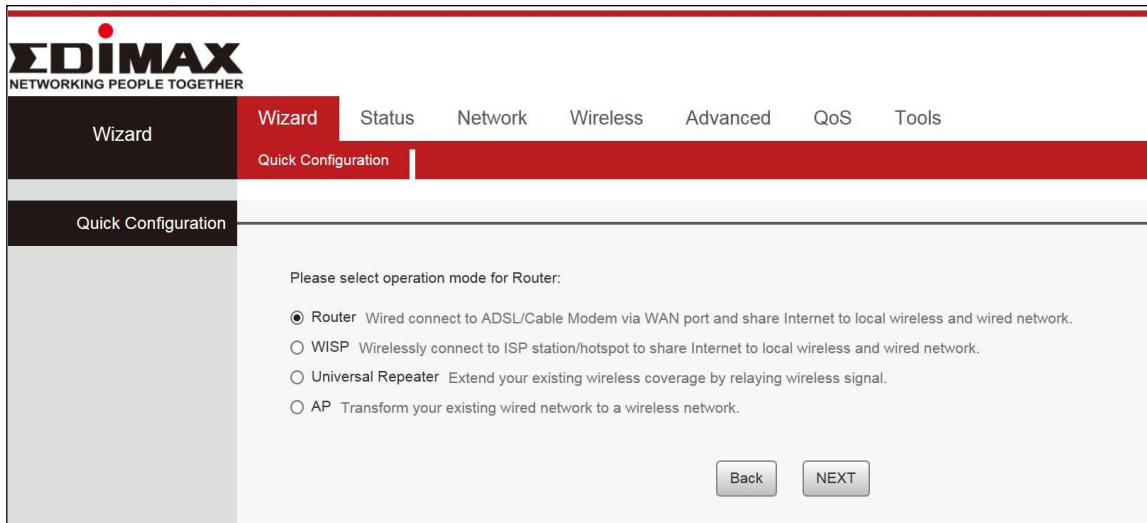 EDIMAX
NETWORKING PEOPLE TOGETHER
Wizard
Wizard Status Network Wireless Advanced QoS Tools
Quick Configuration
Quick Configuration
Please select operation mode for Router:
Router Wired connect to ADSL/Cable Modem via WAN port and share Internet to local wireless and wired network.
WISP Wirelessly connect to ISP station/hotspot to share Internet to local wireless and wired network.
Universal Repeater Extend your existing wireless coverage by relaying wireless signal.
AP Transform your existing wired network to a wireless network.
Back NEXT